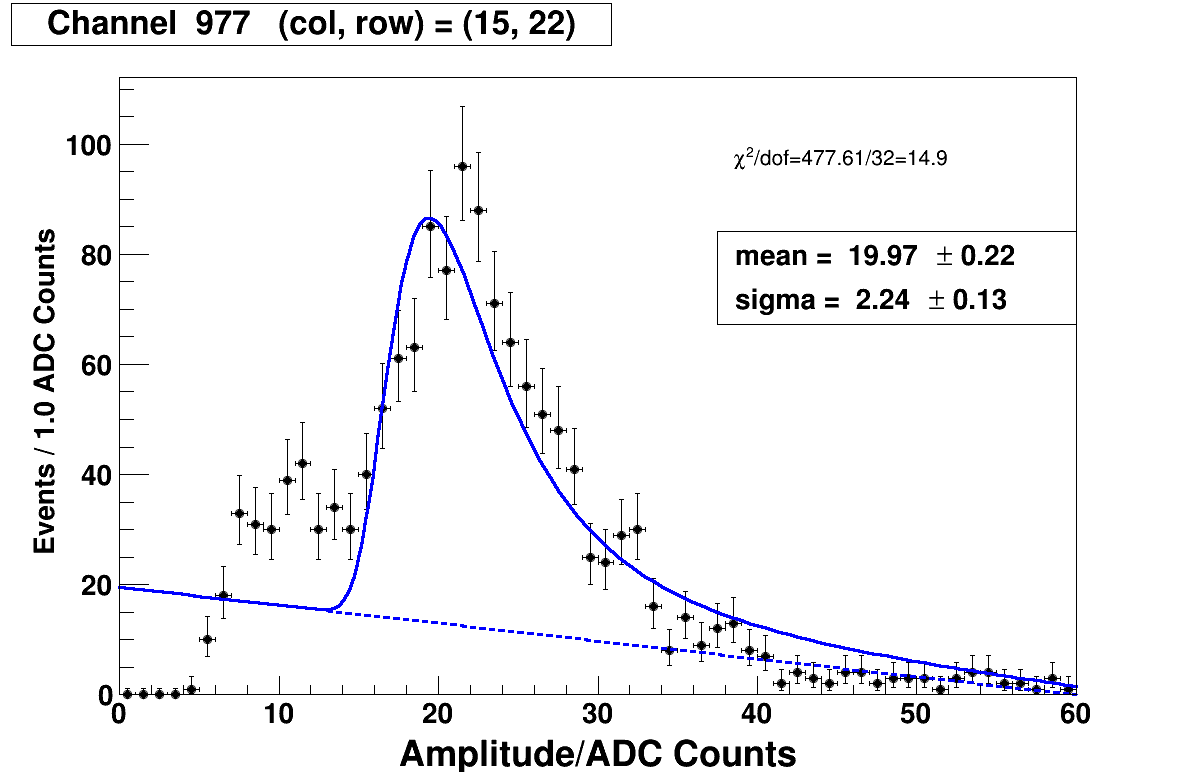 Channel 977 (col, row) = (15, 22)
χ²/dof=477.61/32=14.9
mean = 19.97 ± 0.22
sigma = 2.24 ± 0.13
Events / 1.0 ADC Counts
100
80
60
40
20
0
0 10 20 30 40 50 60
Amplitude/ADC Counts